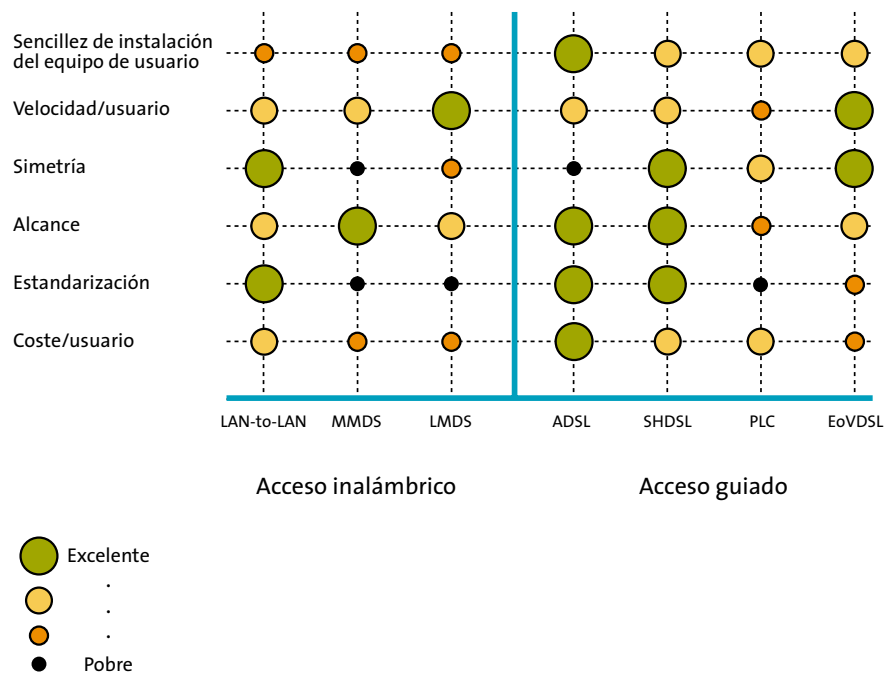 Sencillez de instalación
del equipo de usuario
Velocidad/usuario
Simetría
Alcance
Estandarización
Coste/usuario
LAN-to-LAN MMDS LMDS ADSL SHDSL PLC EoVDSL
Acceso inalámbrico Acceso guiado
Excelente
.
.
.
Pobre